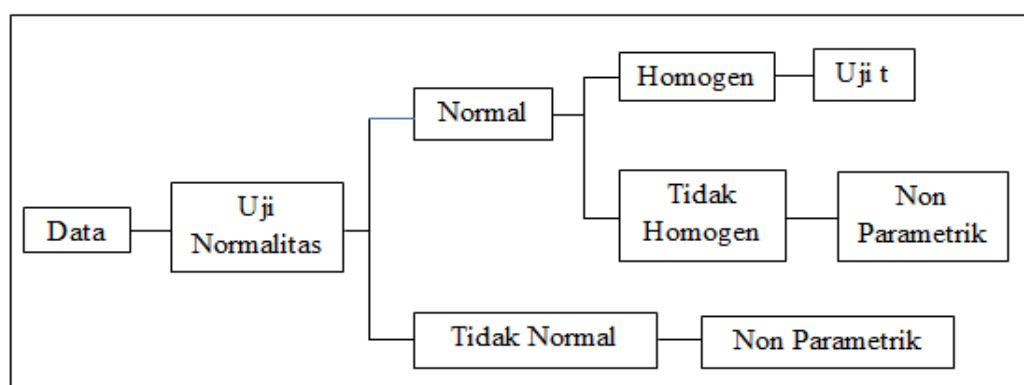 Data
Uji
Normalitas
Normal
Homogen
Uji t
Tidak
Homogen
Non
Parametrik
Tidak Normal
Non Parametrik